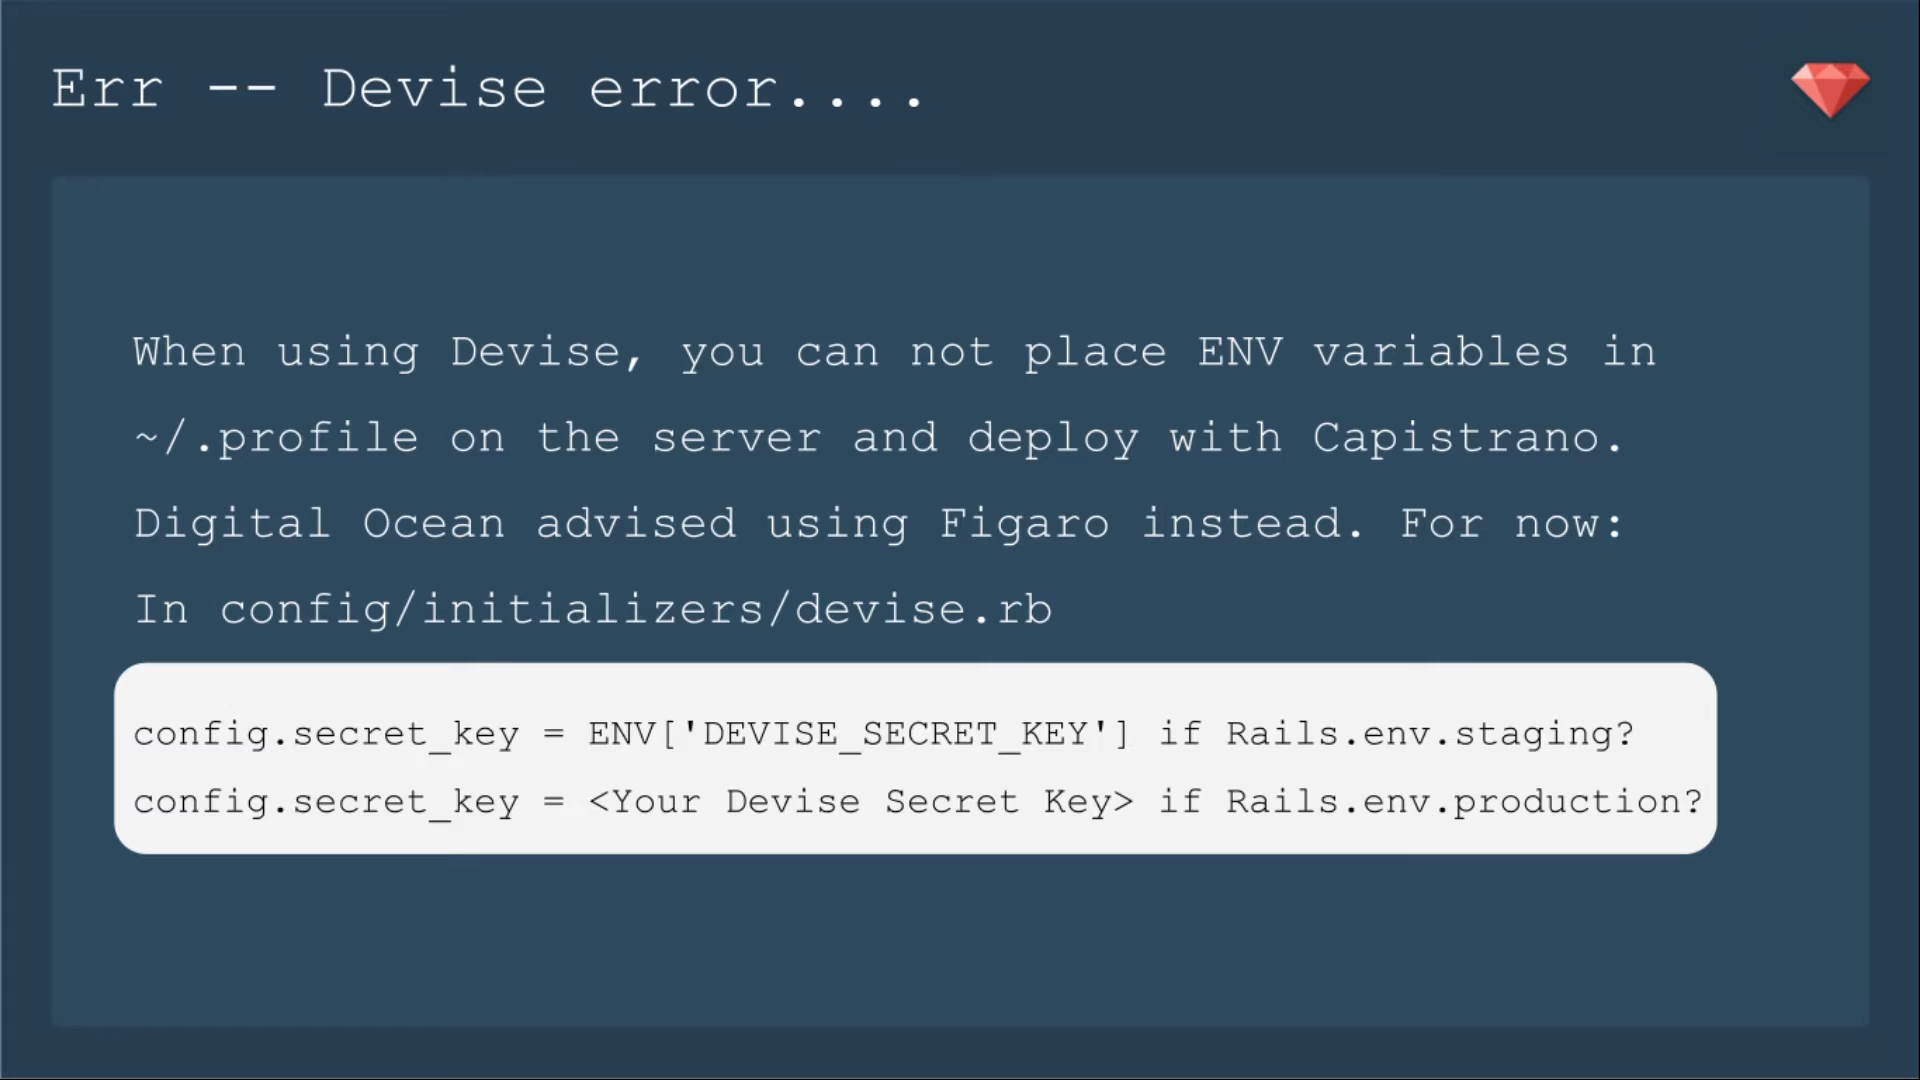 Err -- Devise error....
When using Devise, you can not place ENV variables in
~/.profile on the server and deploy with Capistrano.
Digital Ocean advised using Figaro instead. For now:
In config/initializers/devise.rb
config.secret_key = ENV['DEVISE_SECRET_KEY'] if Rails.env.staging?
config.secret_key = <Your Devise Secret Key> if Rails.env.production?